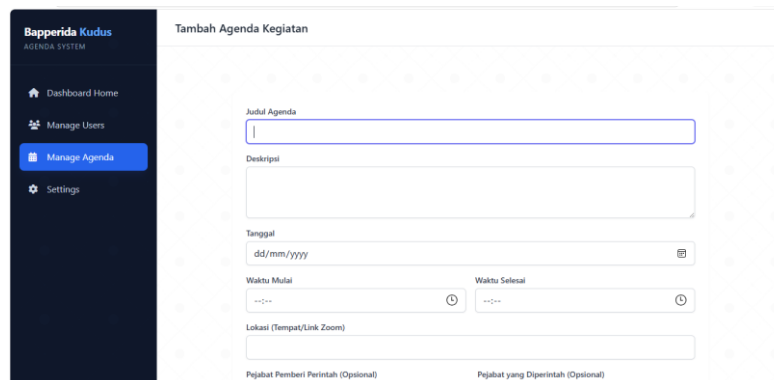 Bapperida Kudus
AGENDA SYSTEM
Dashboard Home
Manage Users
Manage Agenda
Settings
Tambah Agenda Kegiatan
Judul Agenda
Deskripsi
Tanggal
dd/mm/yyyy
Waktu Mulai
Waktu Selesai
--:--
--:--
Lokasi (Tempat/Link Zoom)
Pejabat Pemberi Perintah (Opsional)
Pejabat yang Diperintah (Opsional)